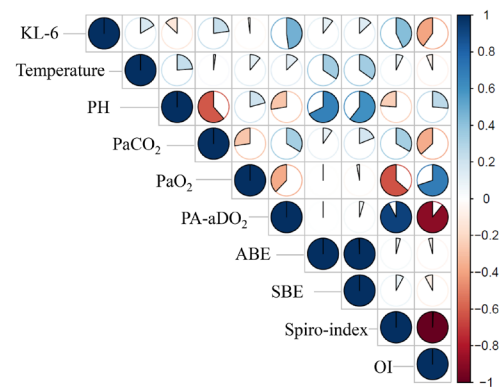 KL-6
Temperature
PH
PaCO₂
PaO₂
PA-aDO₂
ABE
SBE
Spiro-index
OI
1
0.8
0.6
0.4
0.2
0
−0.2
−0.4
−0.6
−0.8
−1